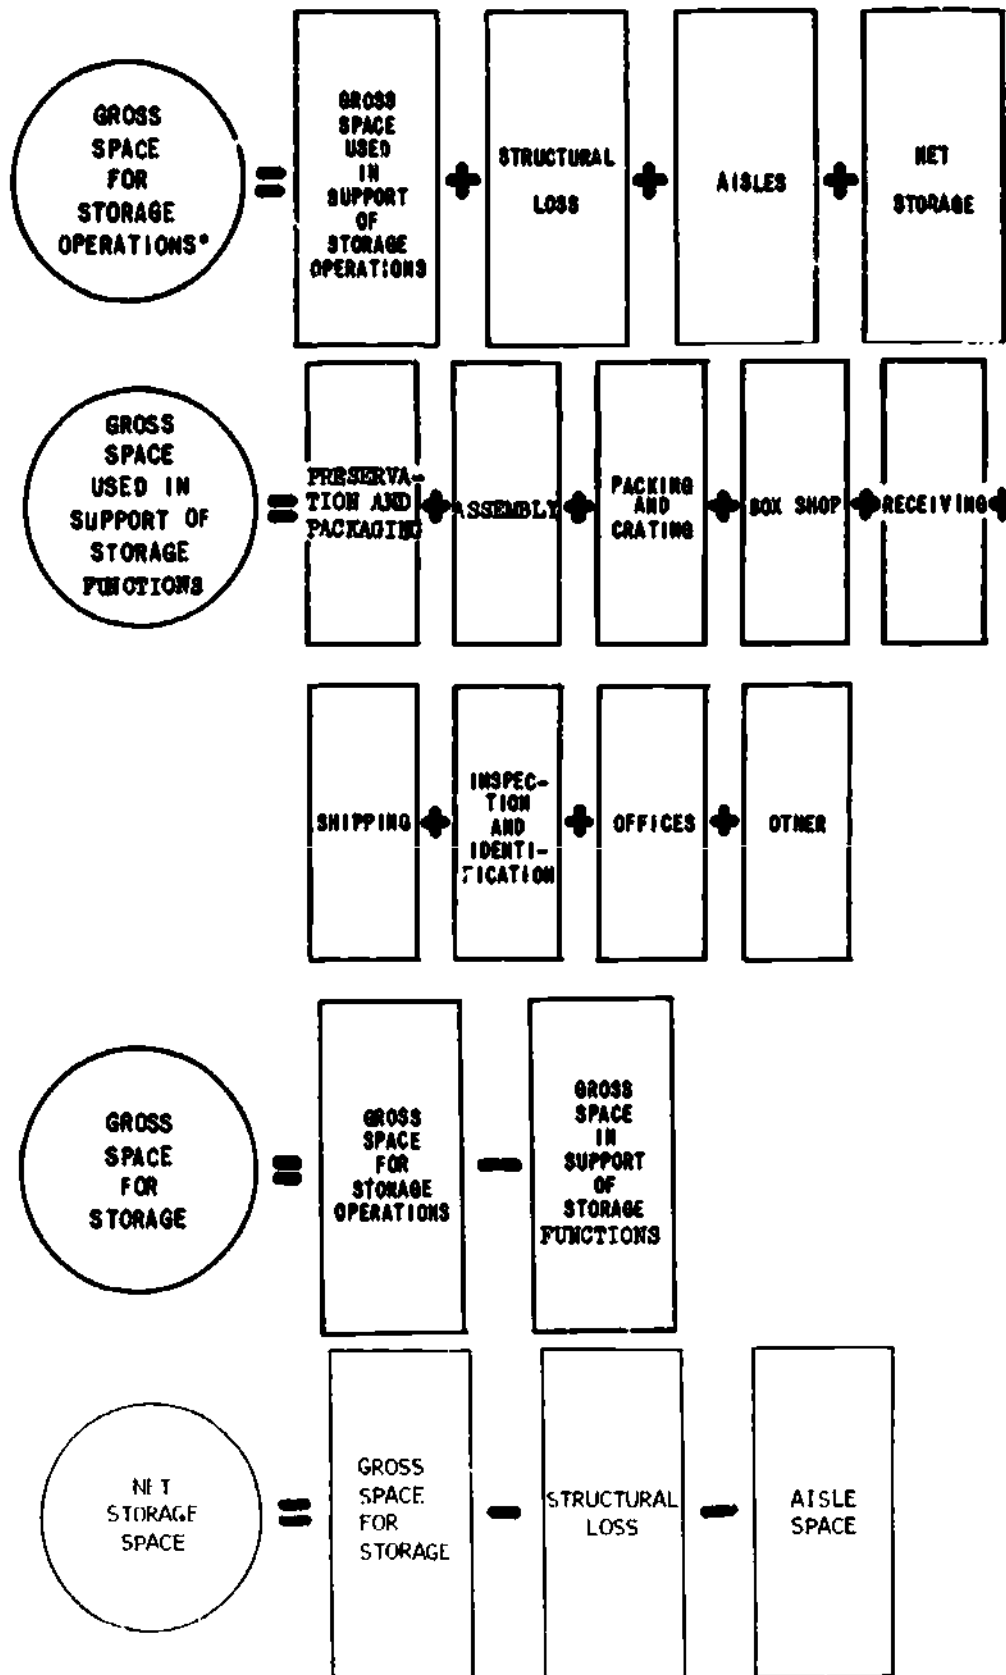 GROSS
SPACE
FOR
STORAGE
OPERATIONS*
=
GROSS
SPACE
USED
IN
SUPPORT
OF
STORAGE
OPERATIONS
+
STRUCTURAL
LOSS
+
AISLES
+
NET
STORAGE
GROSS
SPACE
USED IN
SUPPORT OF
STORAGE
FUNCTIONS
=
PRESERVA-
TION AND
PACKAGING
+
ASSEMBLY
+
PACKING
AND
CRATING
+
BOX SHOP
+
RECEIVING
+
SHIPPING
+
INSPEC-
TION
AND
IDENTI-
FICATION
+
OFFICES
+
OTHER
GROSS
SPACE
FOR
STORAGE
=
GROSS
SPACE
FOR
STORAGE
OPERATIONS
-
GROSS
SPACE
IN
SUPPORT
OF
STORAGE
FUNCTIONS
NET
STORAGE
SPACE
=
GROSS
SPACE
FOR
STORAGE
-
STRUCTURAL
LOSS
-
AISLE
SPACE